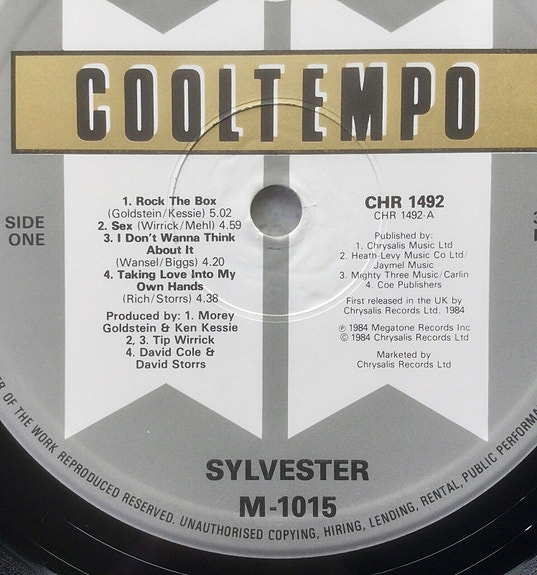 COOLTEMPO
SIDE
ONE
1. Rock The Box
(Goldstein/Kessie) 5.02
2. Sex (Wirrick/Mehl) 4.59
3. I Don't Wanna Think
About It
(Wansel/Biggs) 4.20
4. Taking Love Into My
Own Hands
(Rich/Storrs) 4.38
Produced by: 1. Morey
Goldstein & Ken Kessie
2, 3. Tip Wirrick
4. David Cole &
David Storrs
CHR 1492
CHR 1492-A
Published by:
1. Chrysalis Music Ltd
2. Heath-Levy Music Co Ltd/
Jaymel Music
3. Mighty Three Music/Carlin
4. Coe Publishers
First released in the UK by
Chrysalis Records Ltd. 1984
℗ 1984 Megatone Records Inc
© 1984 Chrysalis Records Ltd
Marketed by
Chrysalis Records Ltd
SYLVESTER
M-1015
OF THE WORK REPRODUCED RESERVED. UNAUTHORISED COPYING, HIRING, LENDING, RENTAL, PUBLIC